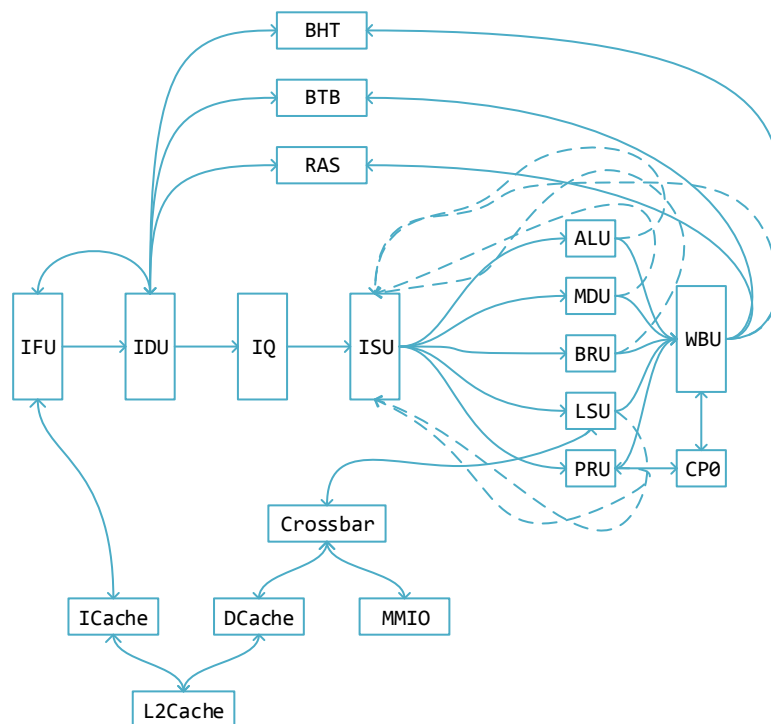 BHT
BTB
RAS
ALU
MDU
BRU
LSU
PRU
IFU
IDU
IQ
ISU
WBU
CP0
Crossbar
ICache
DCache
MMIO
L2Cache